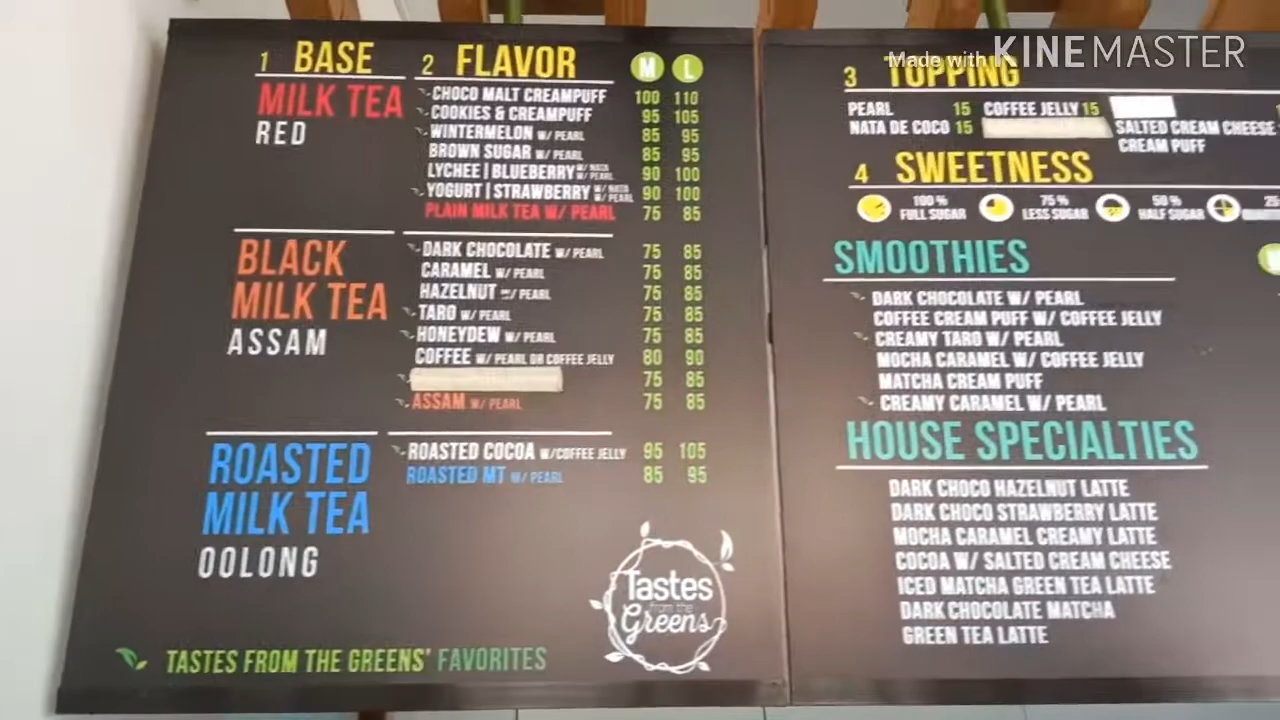 Made with KINEMASTER
1 BASE
MILK TEA
RED
2 FLAVOR M L
CHOCO MALT CREAMPUFF 100 110
COOKIES & CREAMPUFF 95 105
WINTERMELON W/ PEARL 85 95
BROWN SUGAR W/ PEARL 85 95
LYCHEE | BLUEBERRY W/ NATA W/ PEARL 90 100
YOGURT | STRAWBERRY W/ NATA W/ PEARL 90 100
PLAIN MILK TEA W/ PEARL 75 85
BLACK
MILK TEA
ASSAM
DARK CHOCOLATE W/ PEARL 75 85
CARAMEL W/ PEARL 75 85
HAZELNUT W/ PEARL 75 85
TARO W/ PEARL 75 85
HONEYDEW W/ PEARL 75 85
COFFEE W/ PEARL OR COFFEE JELLY 80 90
75 85
ASSAM W/ PEARL 75 85
ROASTED
MILK TEA
OOLONG
ROASTED COCOA W/COFFEE JELLY 95 105
ROASTED MT W/ PEARL 85 95
Tastes
from the
Greens
TASTES FROM THE GREENS' FAVORITES
3 TOPPING
PEARL 15 COFFEE JELLY 15
NATA DE COCO 15 SALTED CREAM CHEESE
CREAM PUFF
4 SWEETNESS
100% FULL SUGAR
75% LESS SUGAR
50% HALF SUGAR
SMOOTHIES
DARK CHOCOLATE W/ PEARL
COFFEE CREAM PUFF W/ COFFEE JELLY
CREAMY TARO W/ PEARL
MOCHA CARAMEL W/ COFFEE JELLY
MATCHA CREAM PUFF
CREAMY CARAMEL W/ PEARL
HOUSE SPECIALTIES
DARK CHOCO HAZELNUT LATTE
DARK CHOCO STRAWBERRY LATTE
MOCHA CARAMEL CREAMY LATTE
COCOA W/ SALTED CREAM CHEESE
ICED MATCHA GREEN TEA LATTE
DARK CHOCOLATE MATCHA
GREEN TEA LATTE